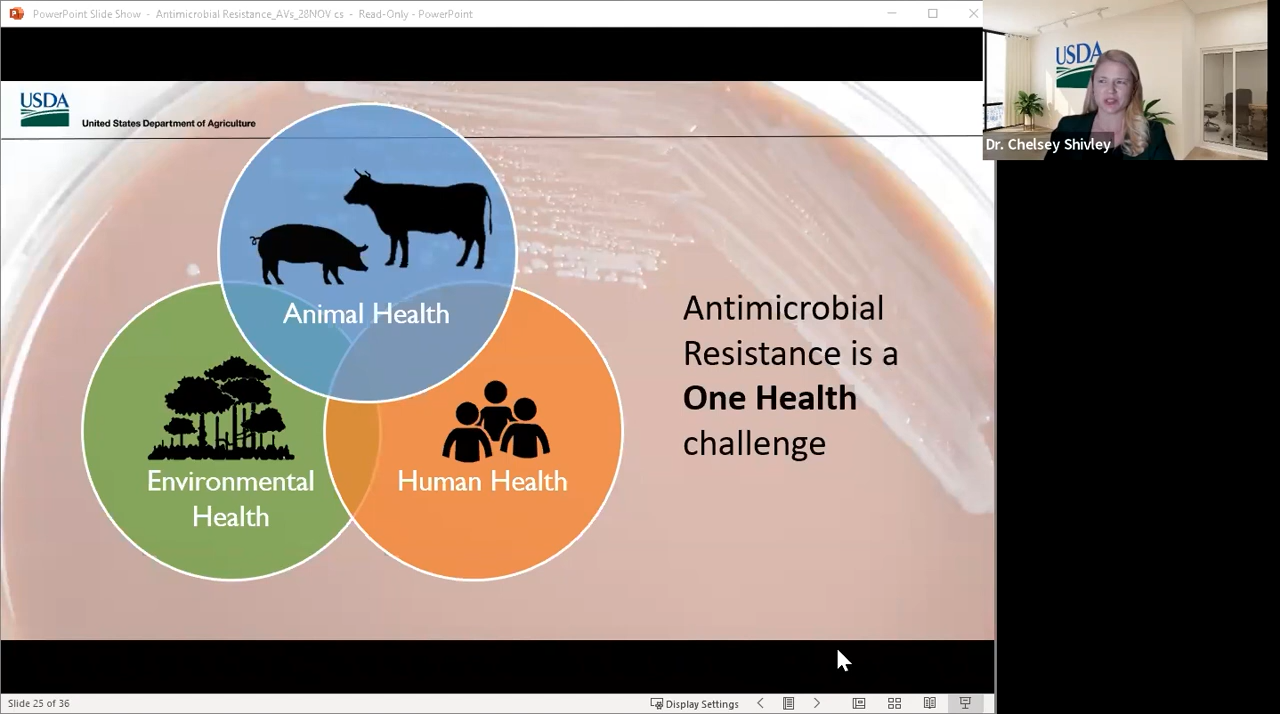 PowerPoint Slide Show - Antimicrobial Resistance_AVs_28NOV cs - Read-Only - PowerPoint
USDA
Dr. Chelsey Shivley
USDA
United States Department of Agriculture
Animal Health
Environmental
Health
Human Health
Antimicrobial
Resistance is a
One Health
challenge
Slide 25 of 36
Display Settings